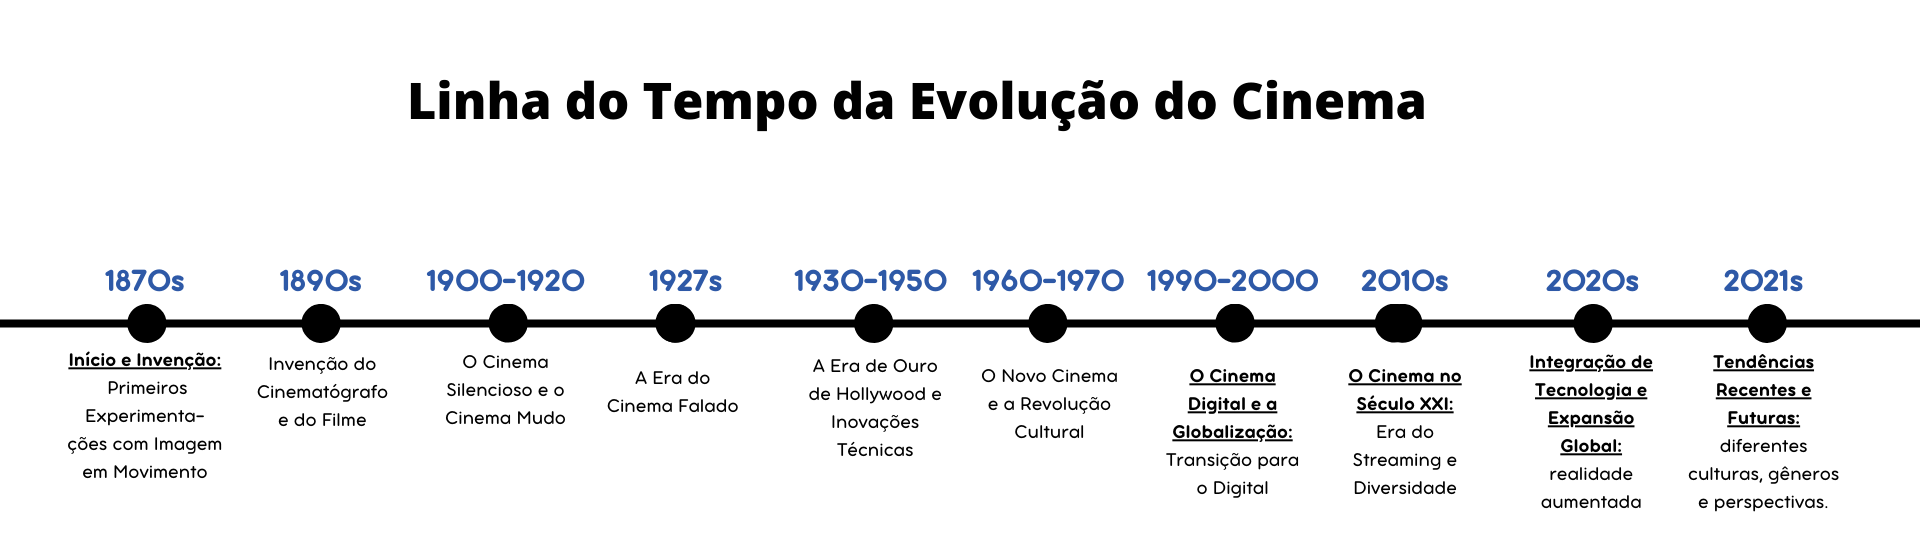 Linha do Tempo da Evolução do Cinema
1870s
Início e Invenção:
Primeiros
Experimenta-
ções com Imagem
em Movimento
1890s
Invenção do
Cinematógrafo
e do Filme
1900-1920
O Cinema
Silencioso e o
Cinema Mudo
1927s
A Era do
Cinema Falado
1930-1950
A Era de Ouro
de Hollywood e
Inovações
Técnicas
1960-1970
O Novo Cinema
e a Revolução
Cultural
1990-2000
O Cinema
Digital e a
Globalização:
Transição para
o Digital
2010s
O Cinema no
Século XXI:
Era do
Streaming e
Diversidade
2020s
Integração de
Tecnologia e
Expansão
Global:
realidade
aumentada
2021s
Tendências
Recentes e
Futuras:
diferentes
culturas, gêneros
e perspectivas.